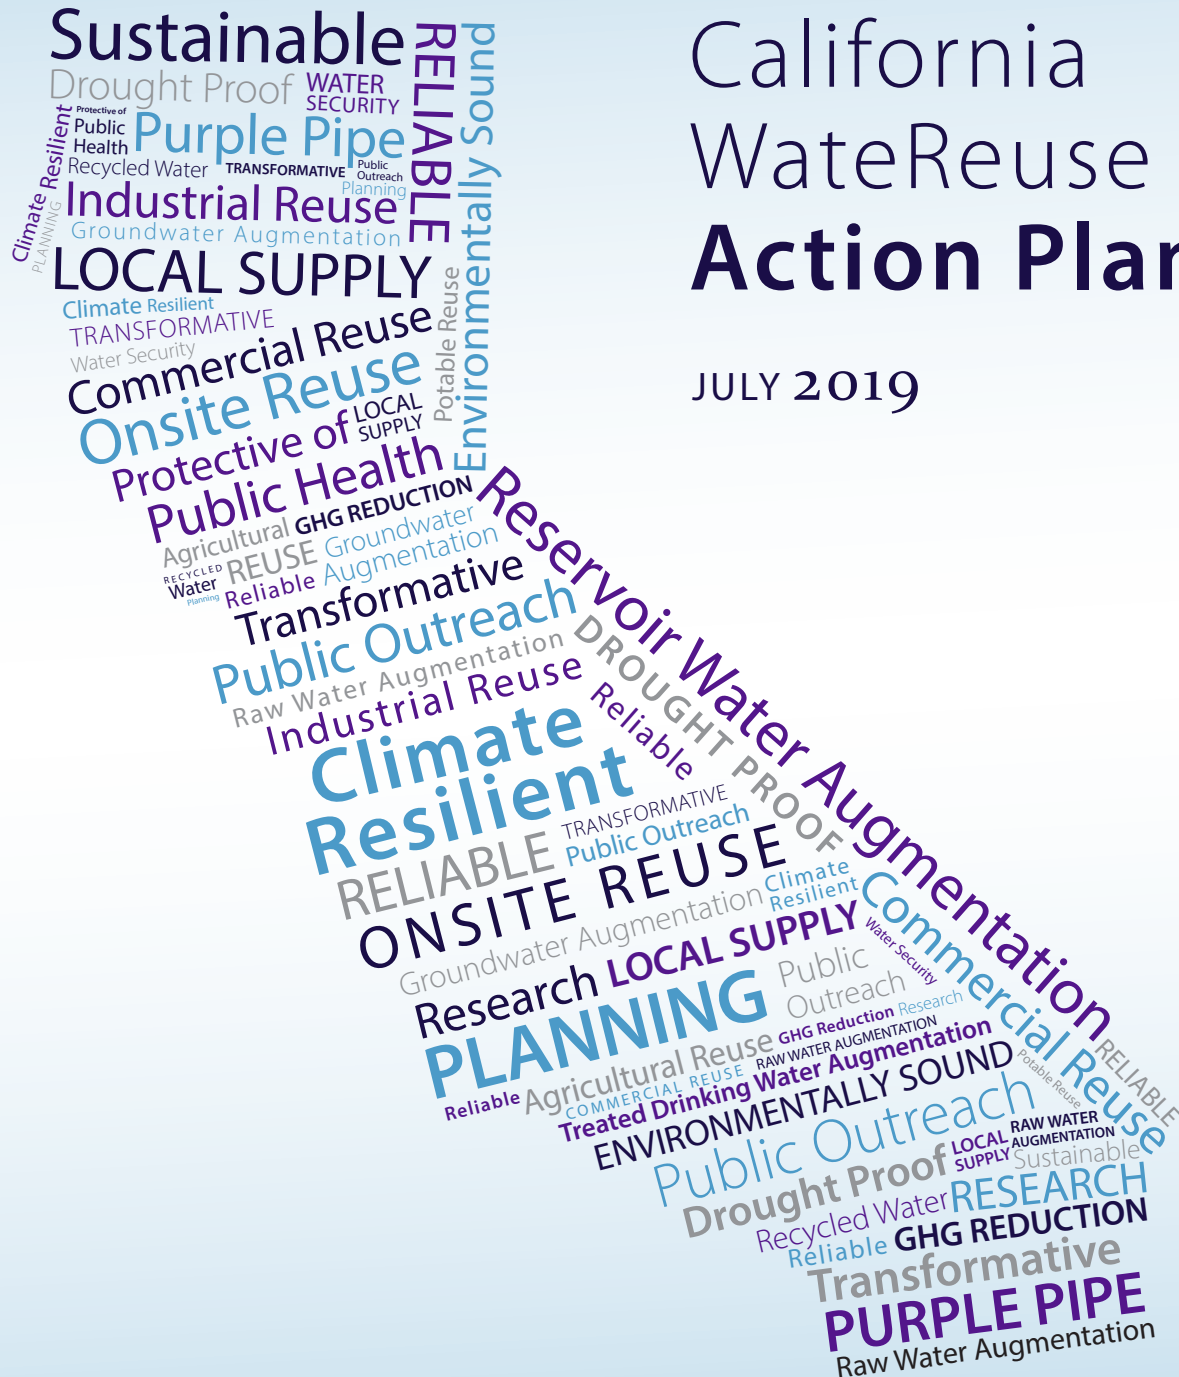 California
WateReuse
Action Plan
JULY 2019
Sustainable
RELIABLE
Environmentally Sound
Drought Proof
WATER
SECURITY
Climate Resilient
PLANNING
Protective of
Public
Health
Purple Pipe
Recycled Water
TRANSFORMATIVE
Public
Outreach
Planning
Industrial Reuse
Groundwater Augmentation
LOCAL SUPPLY
Climate Resilient
TRANSFORMATIVE
Water Security
Commercial Reuse
Potable Reuse
Onsite Reuse
Protective of
LOCAL
SUPPLY
Public Health
Agricultural
GHG REDUCTION
REUSE
Groundwater
Augmentation
RECYCLED
Water
Planning
Reliable
Transformative
Reservoir Water Augmentation
Public Outreach
DROUGHT PROOF
Raw Water Augmentation
Industrial Reuse
Reliable
Climate
Resilient
RELIABLE
TRANSFORMATIVE
Public Outreach
ONSITE REUSE
Groundwater Augmentation
Climate
Resilient
Commercial Reuse
Research
LOCAL SUPPLY
Water Security
PLANNING
Public
Outreach
Agricultural Reuse
GHG Reduction
Research
Reliable
COMMERCIAL REUSE
RAW WATER AUGMENTATION
Treated Drinking Water Augmentation
ENVIRONMENTALLY SOUND
Potable Reuse
RELIABLE
Public Outreach
Drought Proof
LOCAL
SUPPLY
RAW WATER
AUGMENTATION
Sustainable
Recycled Water
RESEARCH
Reliable
GHG REDUCTION
Transformative
PURPLE PIPE
Raw Water Augmentation